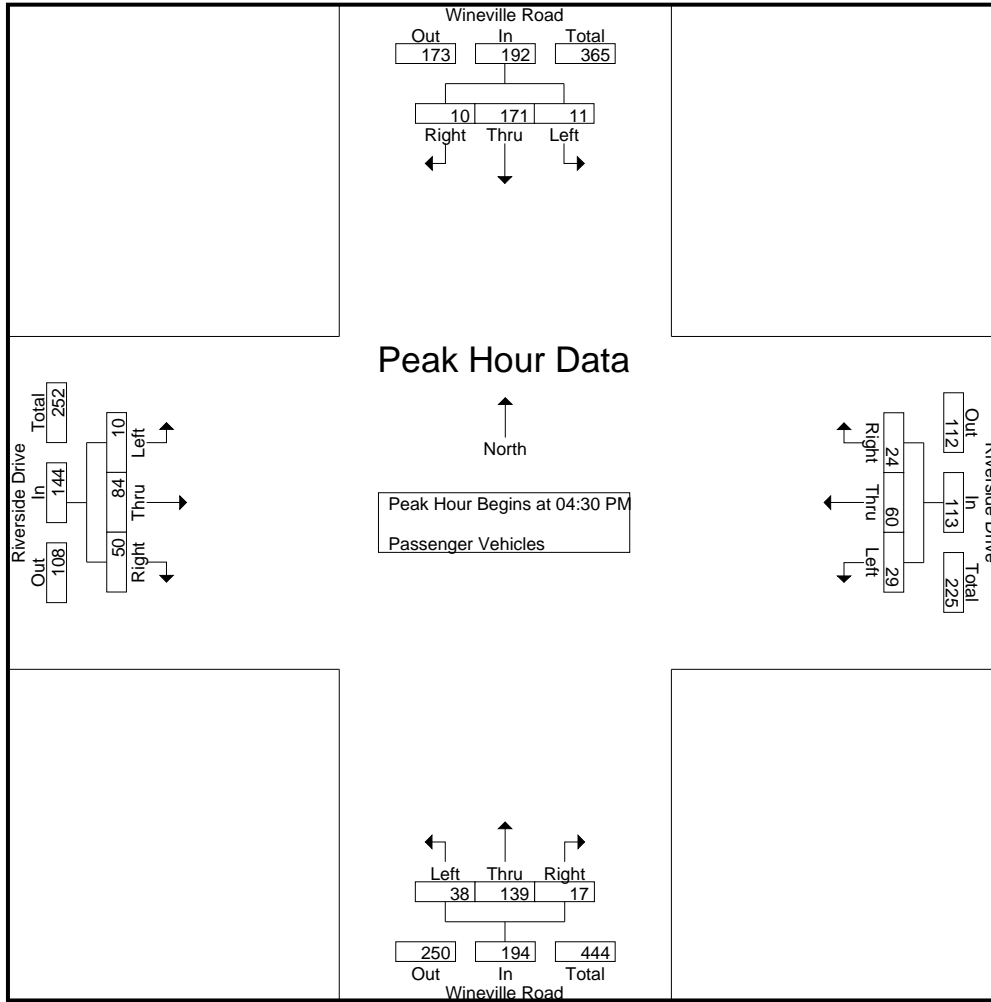 Wineville Road
Out In Total
173 192 365
10 171 11
Right Thru Left
Peak Hour Data
North
Peak Hour Begins at 04:30 PM
Passenger Vehicles
Riverside Drive
Total In Out
252 144 108
10 84 50
Left Thru Right
Riverside Drive
Out In Total
112 113 225
24 60 29
Right Thru Left
Left Thru Right
38 139 17
250 194 444
Out In Total
Wineville Road